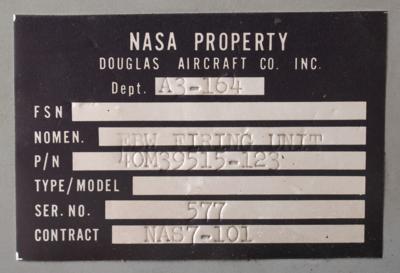 NASA PROPERTY
DOUGLAS AIRCRAFT CO. INC.
Dept. A3-164
FSN
NOMEN. EBW FIRING UNIT
P/N 40M39515-123
TYPE/MODEL
SER. NO. 577
CONTRACT NAS7-101